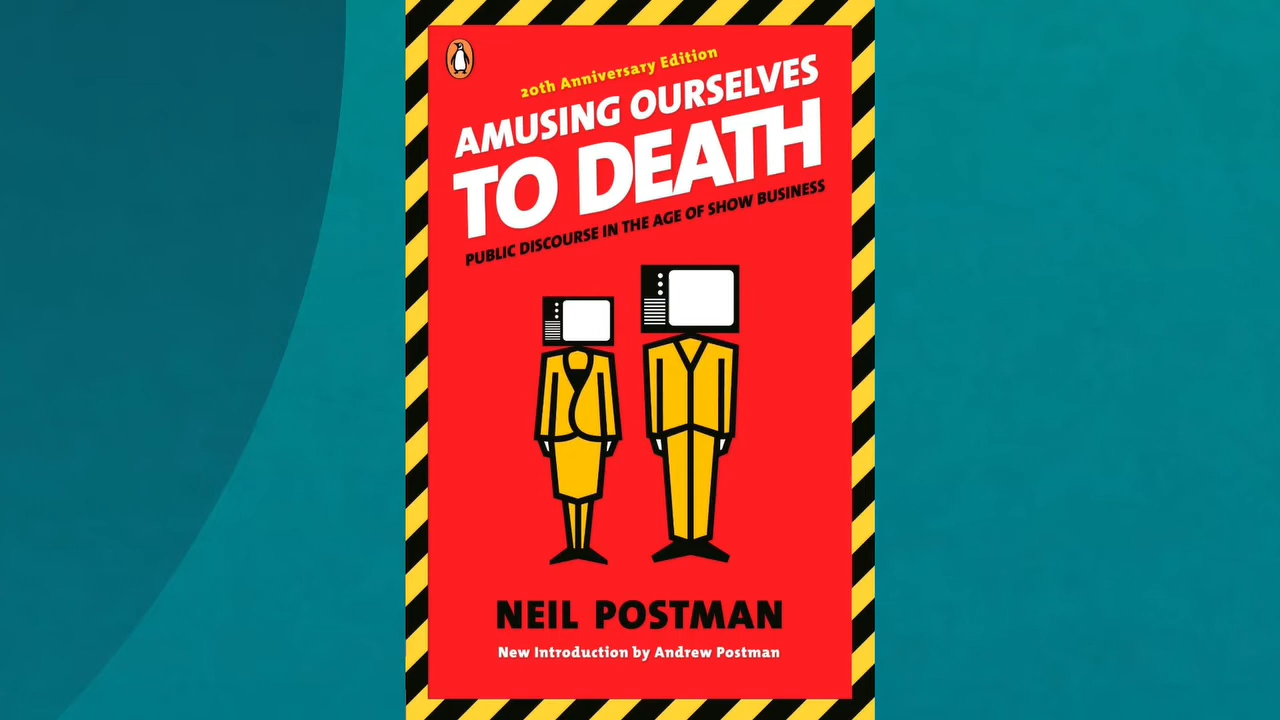 20th Anniversary Edition
AMUSING OURSELVES
TO DEATH
PUBLIC DISCOURSE IN THE AGE OF SHOW BUSINESS
NEIL POSTMAN
New Introduction by Andrew Postman